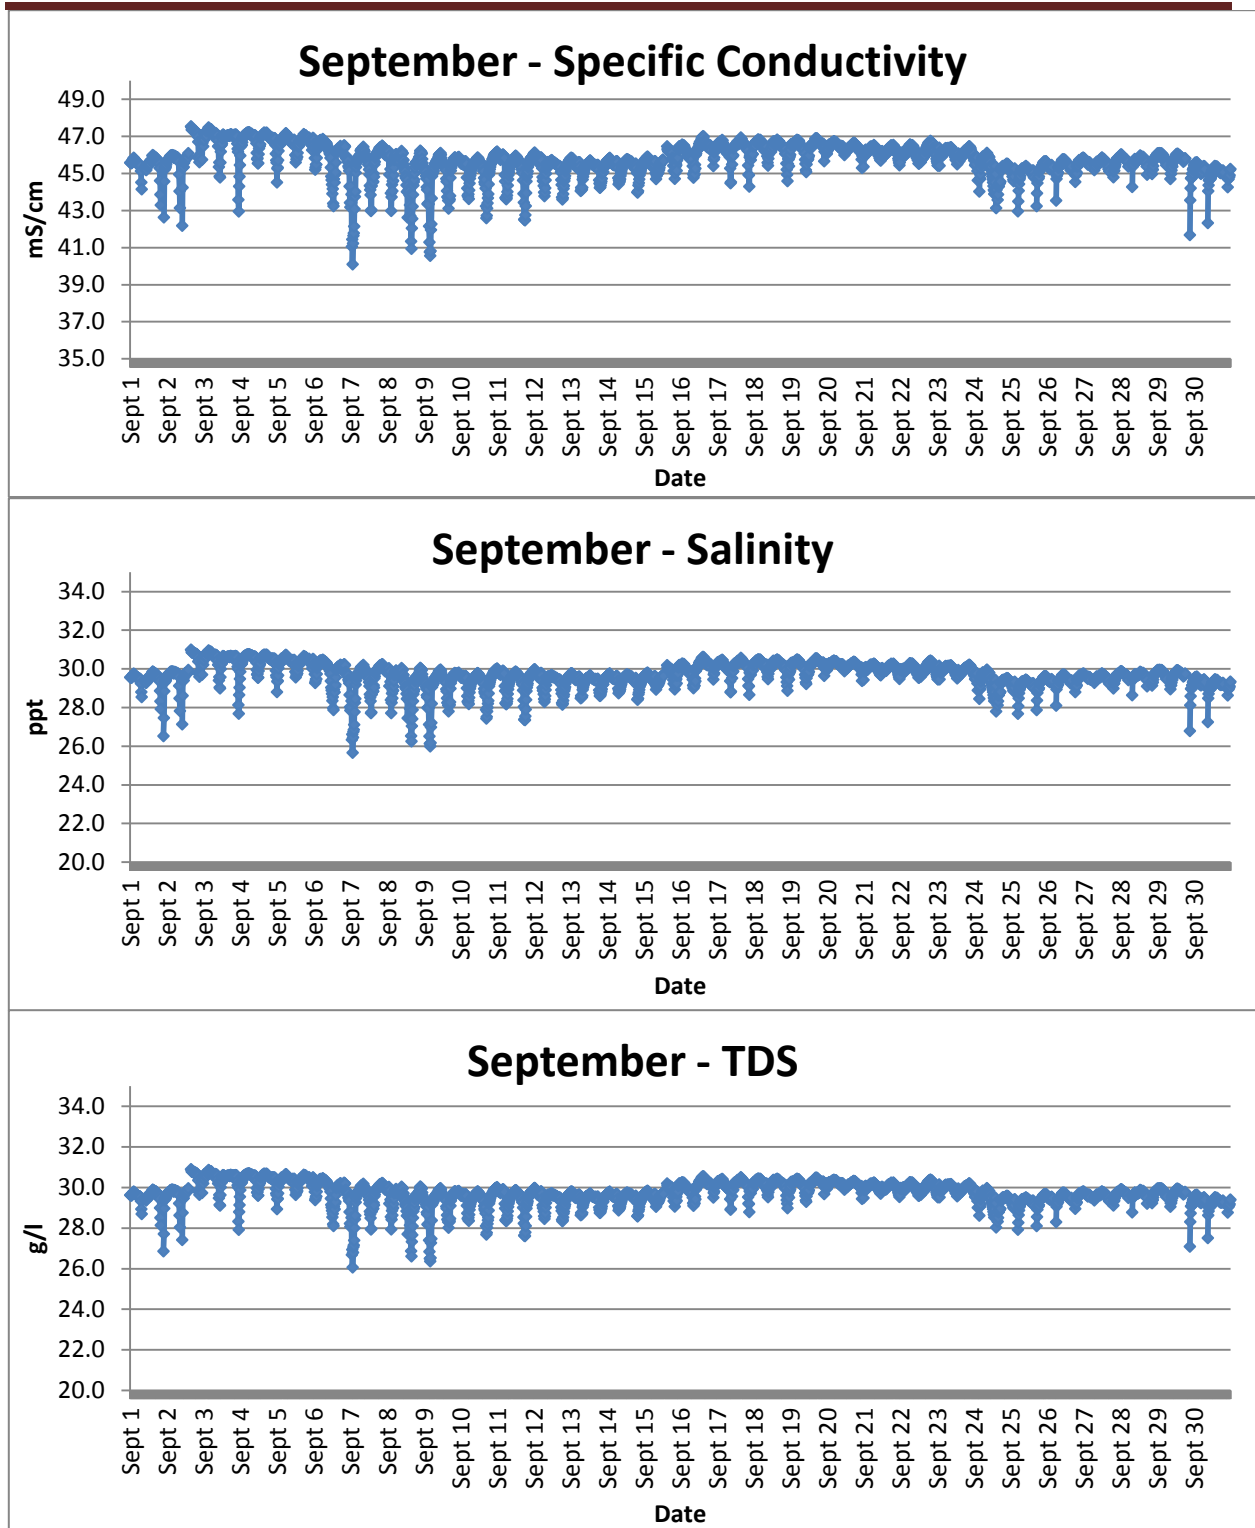 September - Specific Conductivity
49.0
47.0
45.0
43.0
41.0
39.0
37.0
35.0
mS/cm
Sept 1
Sept 2
Sept 3
Sept 4
Sept 5
Sept 6
Sept 7
Sept 8
Sept 9
Sept 10
Sept 11
Sept 12
Sept 13
Sept 14
Sept 15
Sept 16
Sept 17
Sept 18
Sept 19
Sept 20
Sept 21
Sept 22
Sept 23
Sept 24
Sept 25
Sept 26
Sept 27
Sept 28
Sept 29
Sept 30
Date
September - Salinity
34.0
32.0
30.0
28.0
26.0
24.0
22.0
20.0
ppt
Sept 1
Sept 2
Sept 3
Sept 4
Sept 5
Sept 6
Sept 7
Sept 8
Sept 9
Sept 10
Sept 11
Sept 12
Sept 13
Sept 14
Sept 15
Sept 16
Sept 17
Sept 18
Sept 19
Sept 20
Sept 21
Sept 22
Sept 23
Sept 24
Sept 25
Sept 26
Sept 27
Sept 28
Sept 29
Sept 30
Date
September - TDS
34.0
32.0
30.0
28.0
26.0
24.0
22.0
20.0
g/l
Sept 1
Sept 2
Sept 3
Sept 4
Sept 5
Sept 6
Sept 7
Sept 8
Sept 9
Sept 10
Sept 11
Sept 12
Sept 13
Sept 14
Sept 15
Sept 16
Sept 17
Sept 18
Sept 19
Sept 20
Sept 21
Sept 22
Sept 23
Sept 24
Sept 25
Sept 26
Sept 27
Sept 28
Sept 29
Sept 30
Date